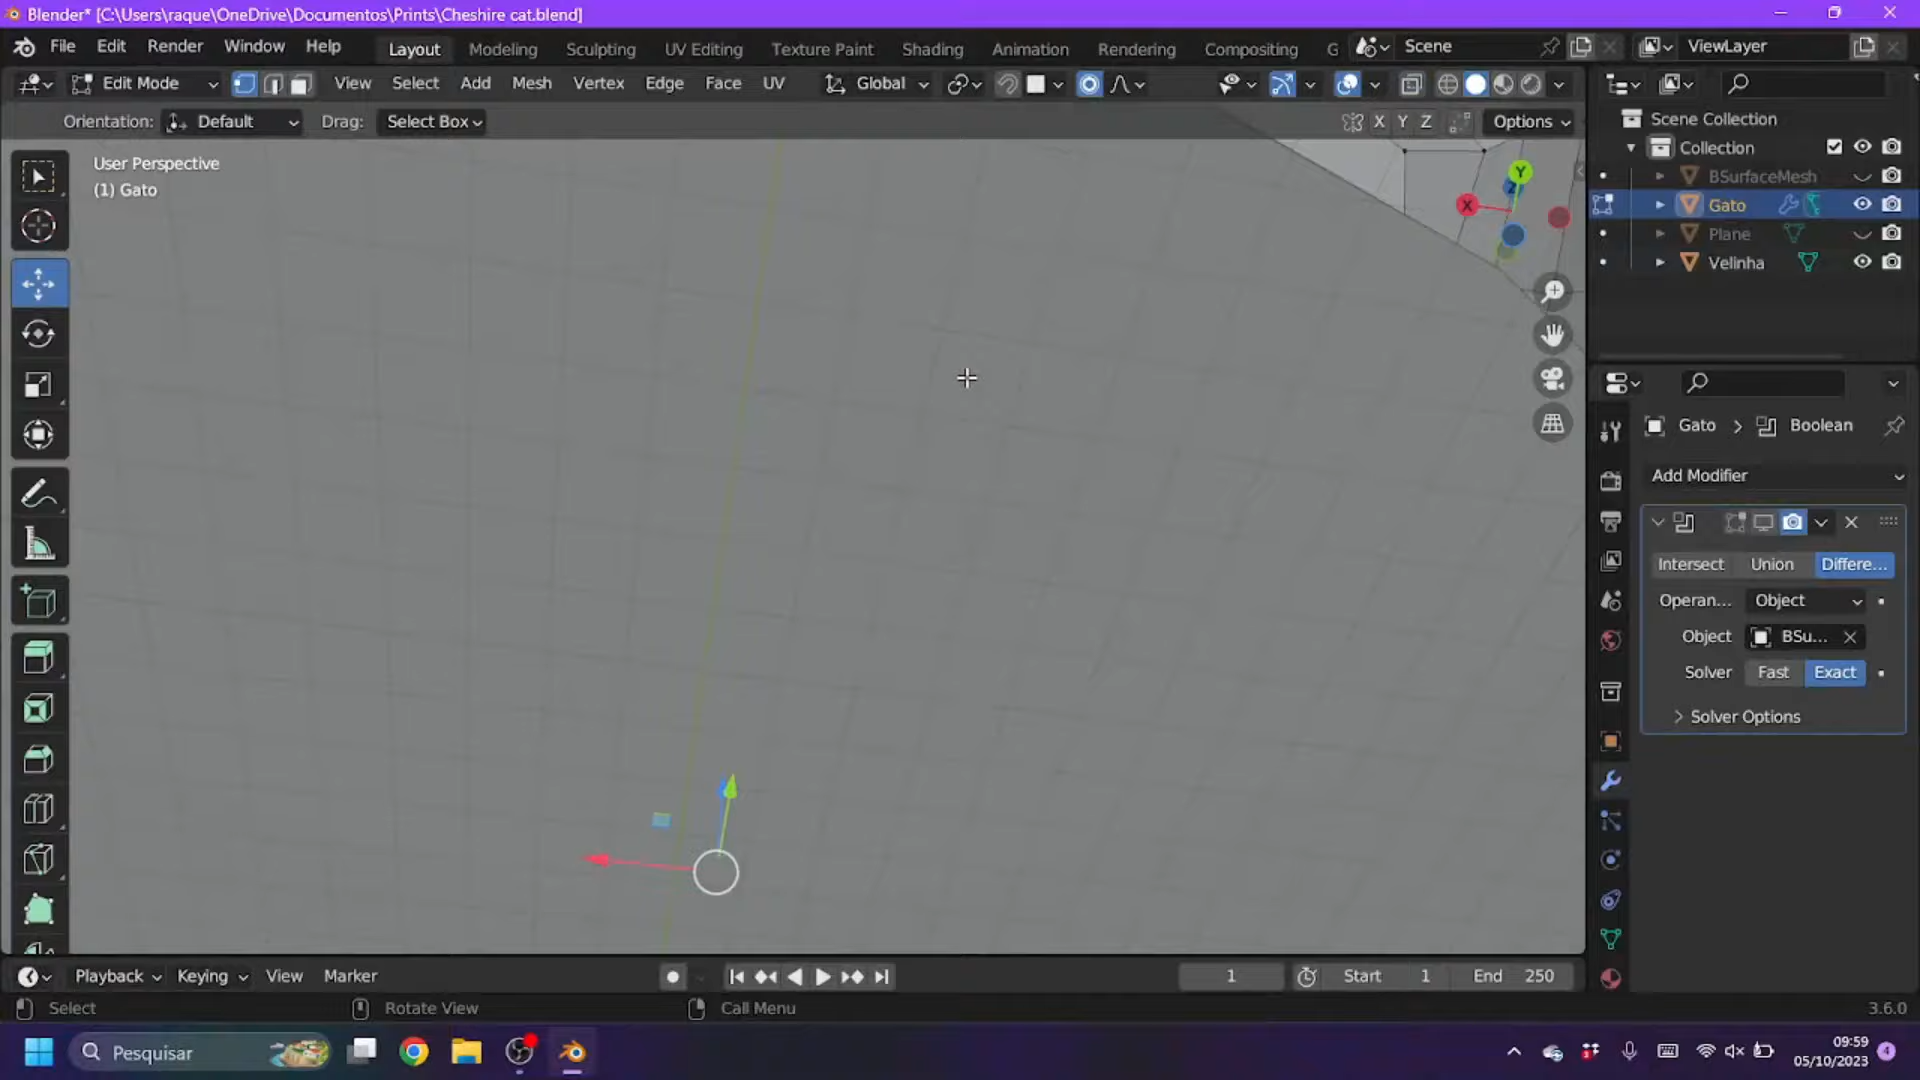 Blender* [C:\Users\raque\OneDrive\Documentos\Prints\Cheshire cat.blend]
File Edit Render Window Help Layout Modeling Sculpting UV Editing Texture Paint Shading Animation Rendering Compositing G Scene ViewLayer
Edit Mode View Select Add Mesh Vertex Edge Face UV Global
Orientation: Default Drag: Select Box X Y Z Options
User Perspective
(1) Gato
Y
Z
X
Scene Collection
Collection
BSurfaceMesh
Gato
Plane
Velinha
Gato > Boolean
Add Modifier
Intersect Union Differe...
Operan... Object
Object BSu...
Solver Fast Exact
Solver Options
Playback Keying View Marker 1 Start 1 End 250
Select Rotate View Call Menu 3.6.0
Pesquisar
09:59
05/10/2023
4